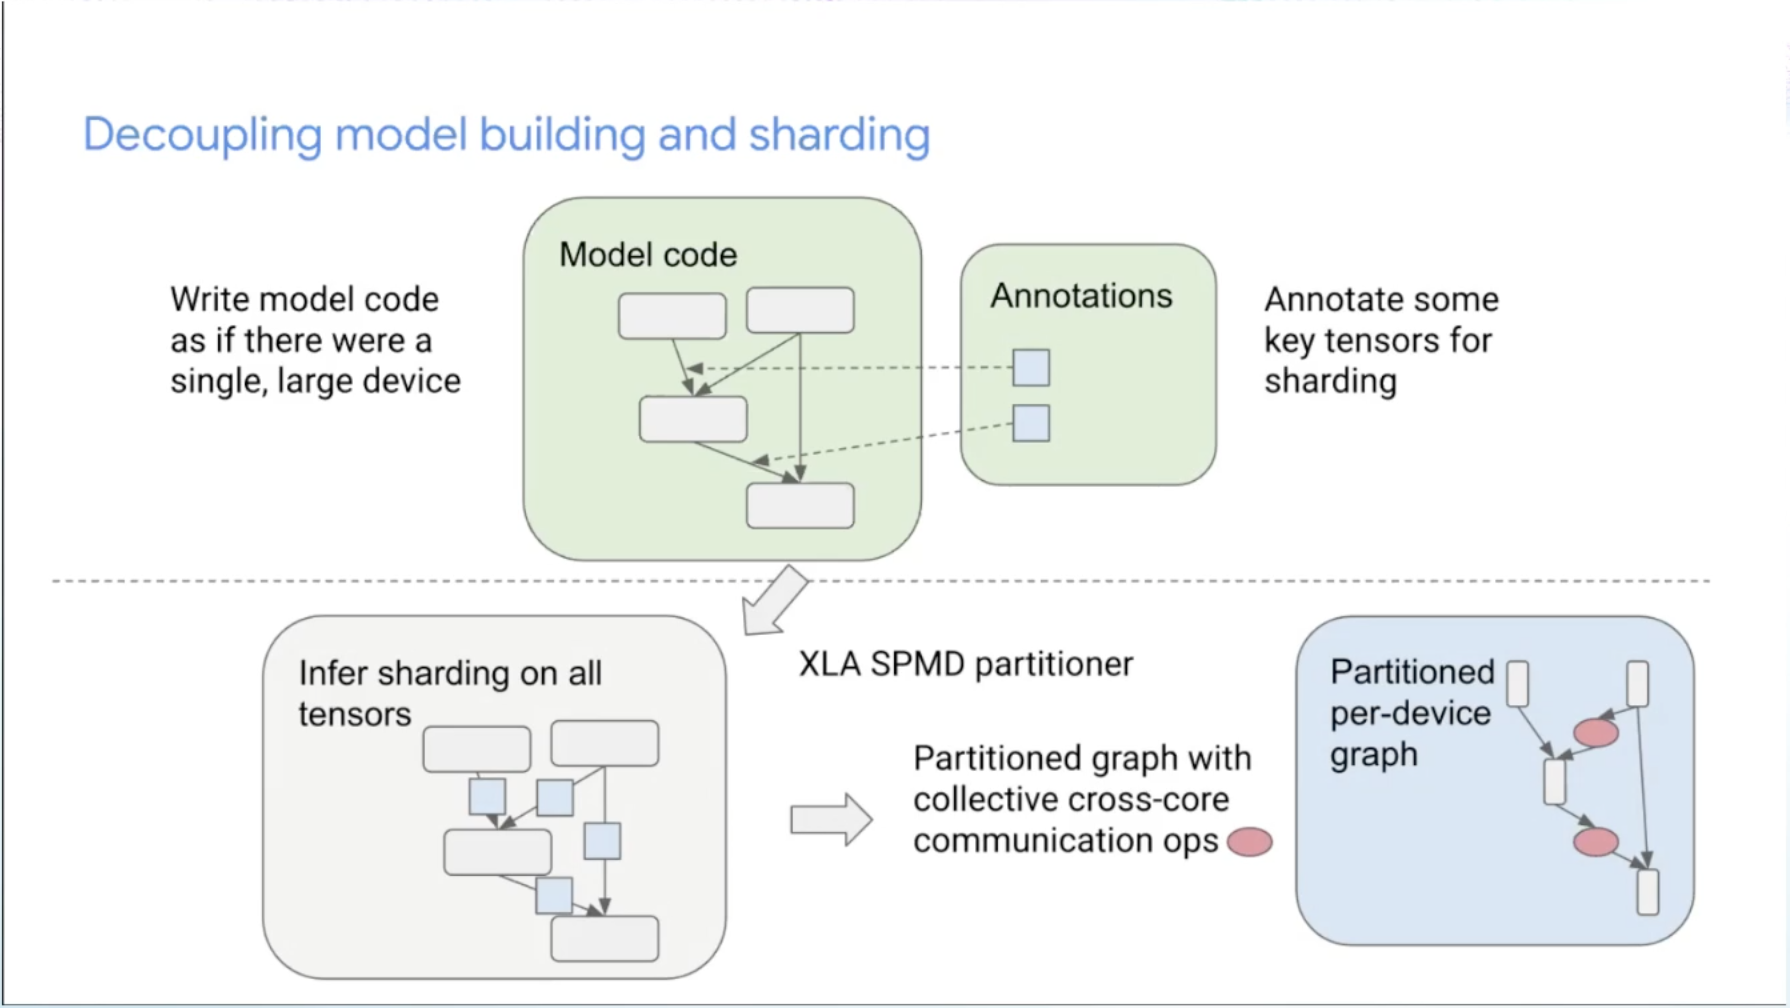 Decoupling model building and sharding
Write model code
as if there were a
single, large device
Model code
Annotations
Annotate some
key tensors for
sharding
Infer sharding on all
tensors
XLA SPMD partitioner
Partitioned graph with
collective cross-core
communication ops
Partitioned
per-device
graph